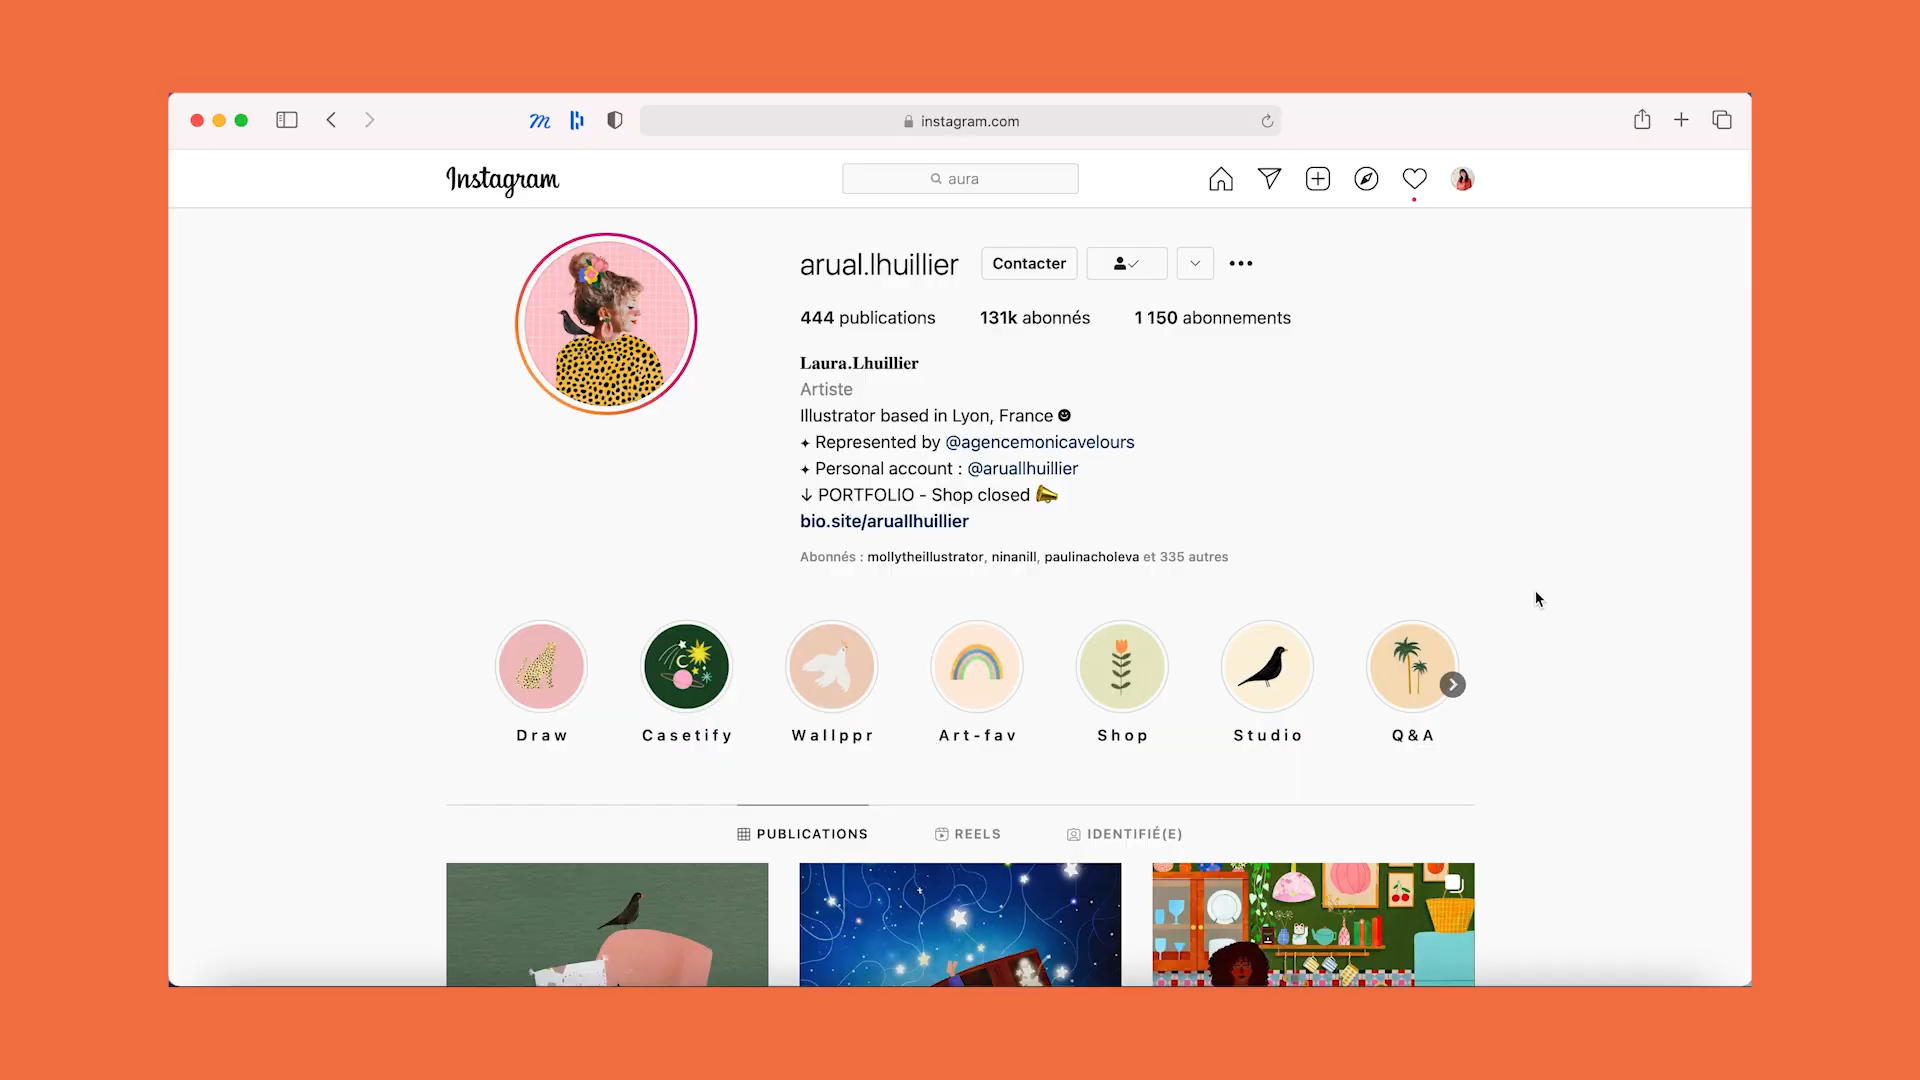 instagram.com
Instagram
aura
arual.lhuillier
Contacter
444 publications 131k abonnés 1 150 abonnements
Laura.Lhuillier
Artiste
Illustrator based in Lyon, France ☻
✦ Represented by @agencemonicavelours
✦ Personal account : @aruallhuillier
↓ PORTFOLIO - Shop closed 📣
bio.site/aruallhuillier
Abonnés : mollytheillustrator, ninanill, paulinacholeva et 335 autres
Draw Casetify Wallppr Art-fav Shop Studio Q&A
PUBLICATIONS REELS IDENTIFIÉ(E)